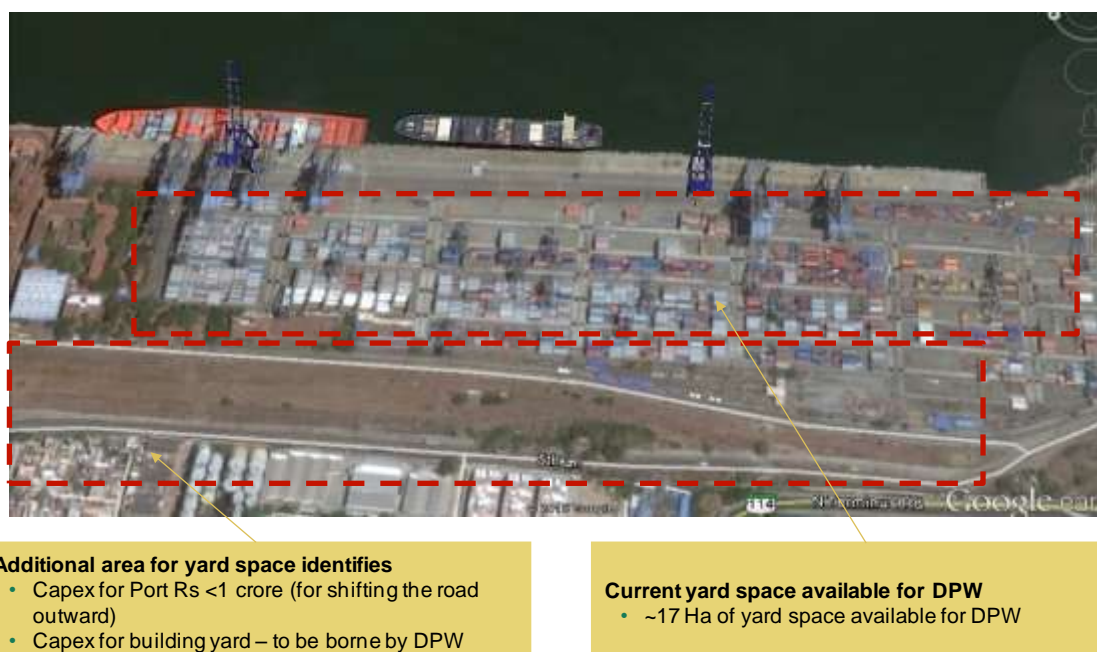 114
Google ear
Additional area for yard space identifies
• Capex for Port Rs <1 crore (for shifting the road
outward)
• Capex for building yard – to be borne by DPW
Current yard space available for DPW
• ~17 Ha of yard space available for DPW